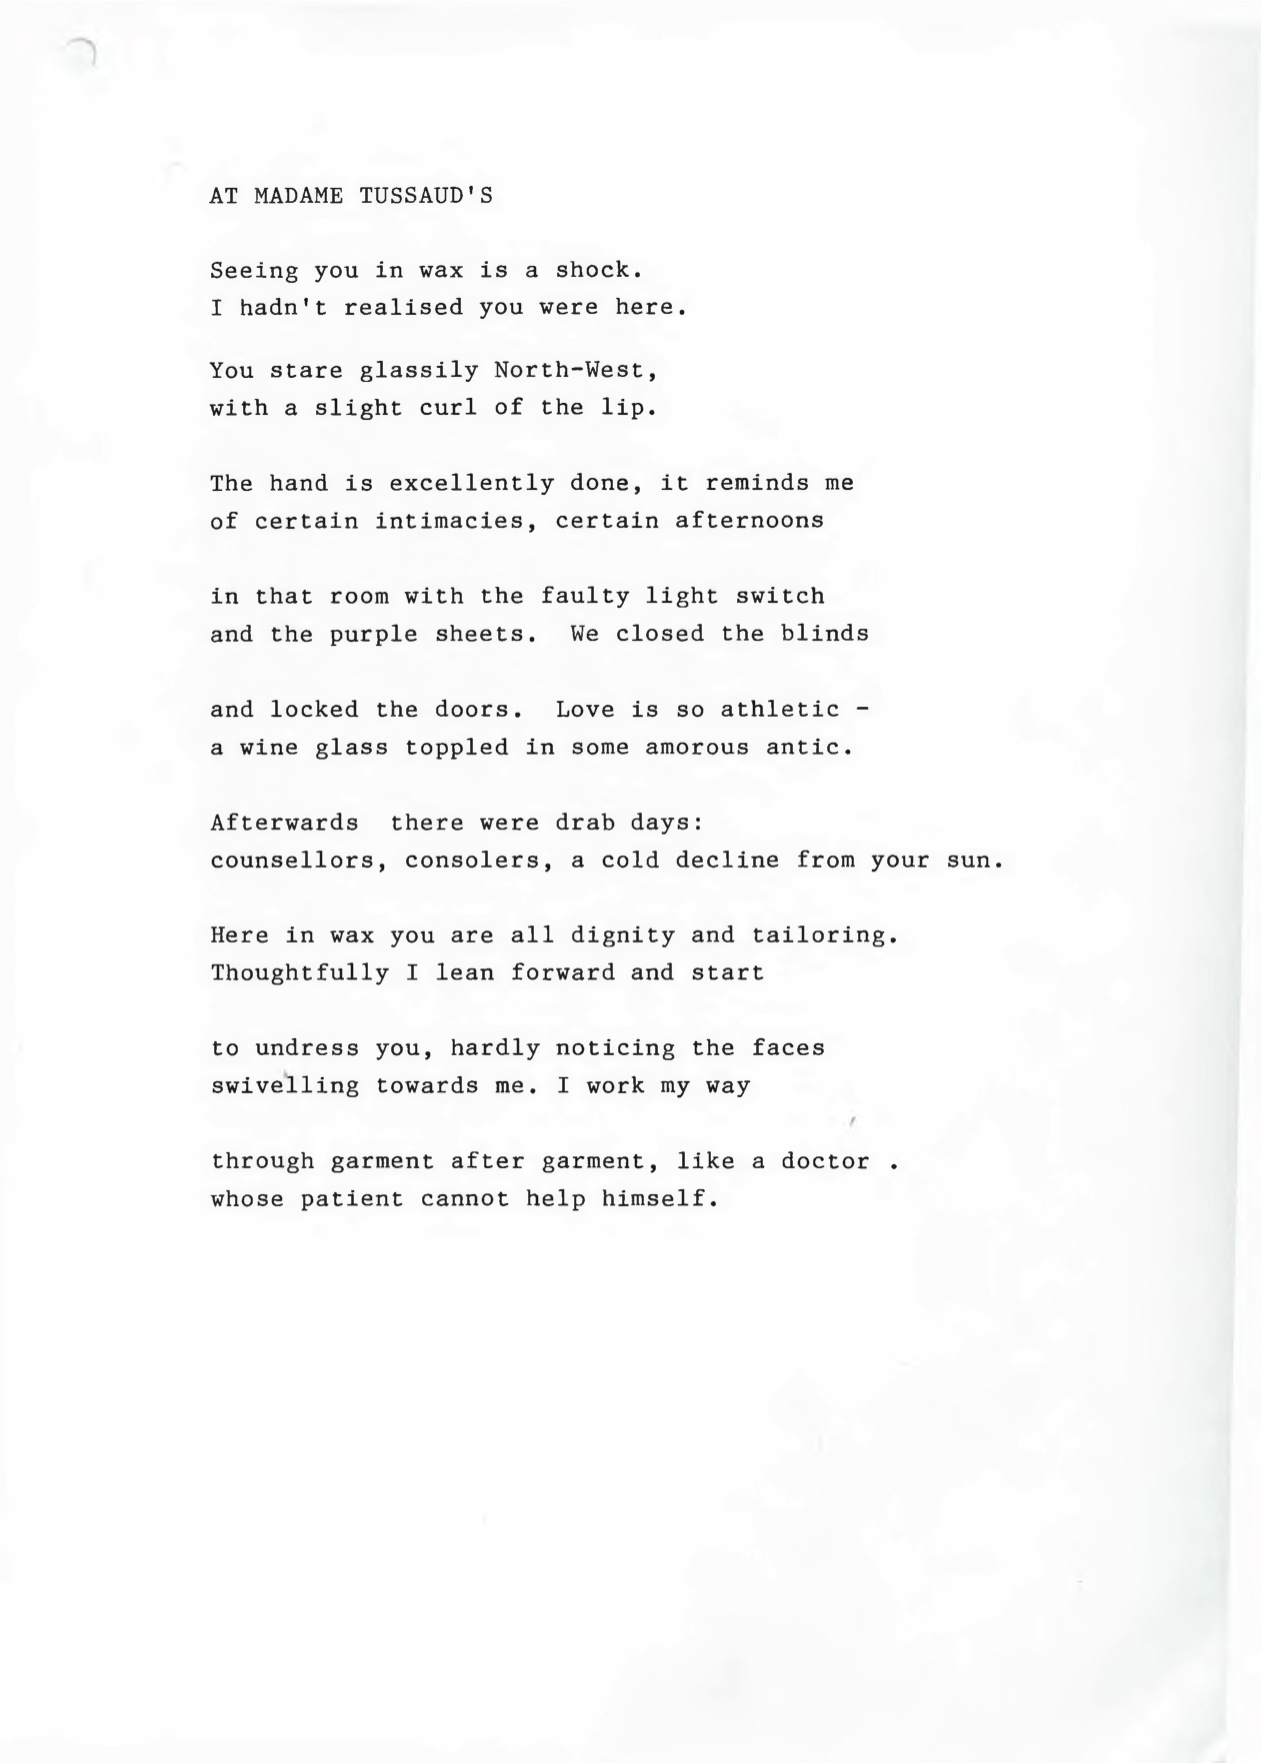 AT MADAME TUSSAUD'S
Seeing you in wax is a shock.
I hadn't realised you were here.
You stare glassily North-West,
with a slight curl of the lip.
The hand is excellently done, it reminds me
of certain intimacies, certain afternoons
in that room with the faulty light switch
and the purple sheets.  We closed the blinds
and locked the doors.  Love is so athletic -
a wine glass toppled in some amorous antic.
Afterwards  there were drab days:
counsellors, consolers, a cold decline from your sun.
Here in wax you are all dignity and tailoring.
Thoughtfully I lean forward and start
to undress you, hardly noticing the faces
swivelling towards me. I work my way
through garment after garment, like a doctor .
whose patient cannot help himself.